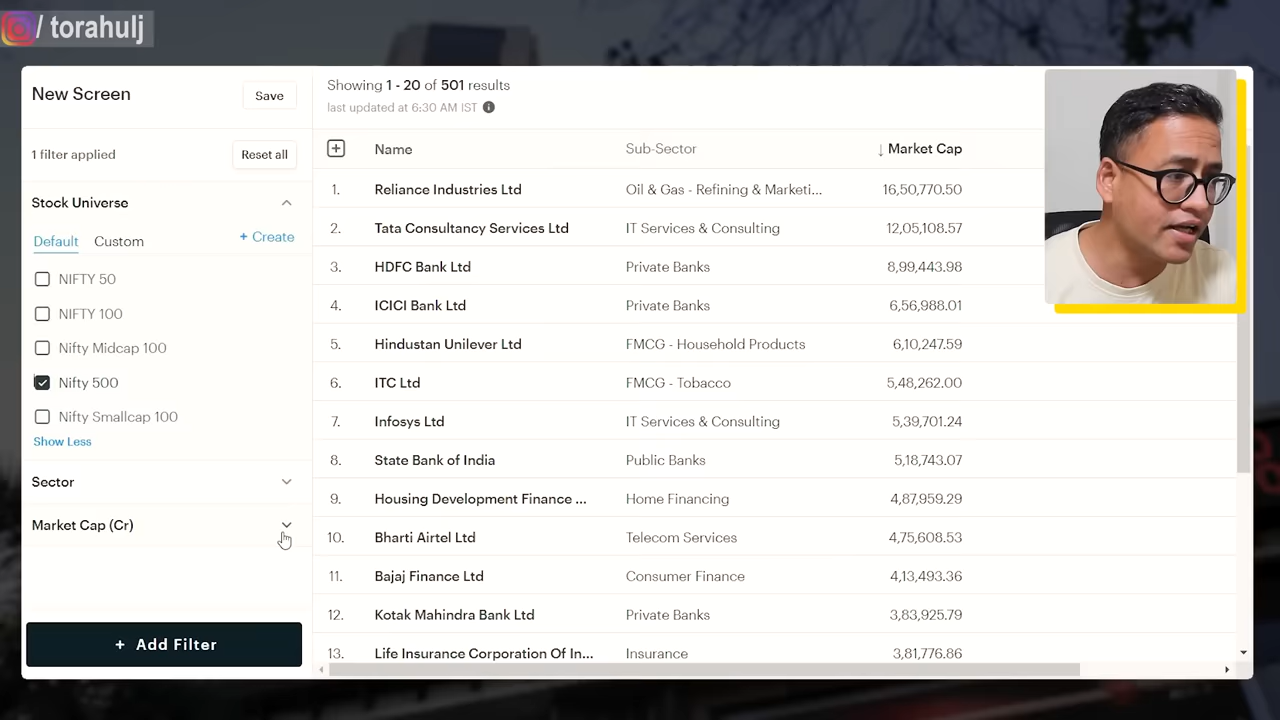 / torahulj
New Screen
Save
1 filter applied
Reset all
Stock Universe
Default Custom + Create
NIFTY 50
NIFTY 100
Nifty Midcap 100
Nifty 500
Nifty Smallcap 100
Show Less
Sector
Market Cap (Cr)
+ Add Filter
Showing 1 - 20 of 501 results
last updated at 6:30 AM IST
Name Sub-Sector ↓ Market Cap
1. Reliance Industries Ltd Oil & Gas - Refining & Marketi... 16,50,770.50
2. Tata Consultancy Services Ltd IT Services & Consulting 12,05,108.57
3. HDFC Bank Ltd Private Banks 8,99,443.98
4. ICICI Bank Ltd Private Banks 6,56,988.01
5. Hindustan Unilever Ltd FMCG - Household Products 6,10,247.59
6. ITC Ltd FMCG - Tobacco 5,48,262.00
7. Infosys Ltd IT Services & Consulting 5,39,701.24
8. State Bank of India Public Banks 5,18,743.07
9. Housing Development Finance ... Home Financing 4,87,959.29
10. Bharti Airtel Ltd Telecom Services 4,75,608.53
11. Bajaj Finance Ltd Consumer Finance 4,13,493.36
12. Kotak Mahindra Bank Ltd Private Banks 3,83,925.79
13. Life Insurance Corporation Of In... Insurance 3,81,776.86